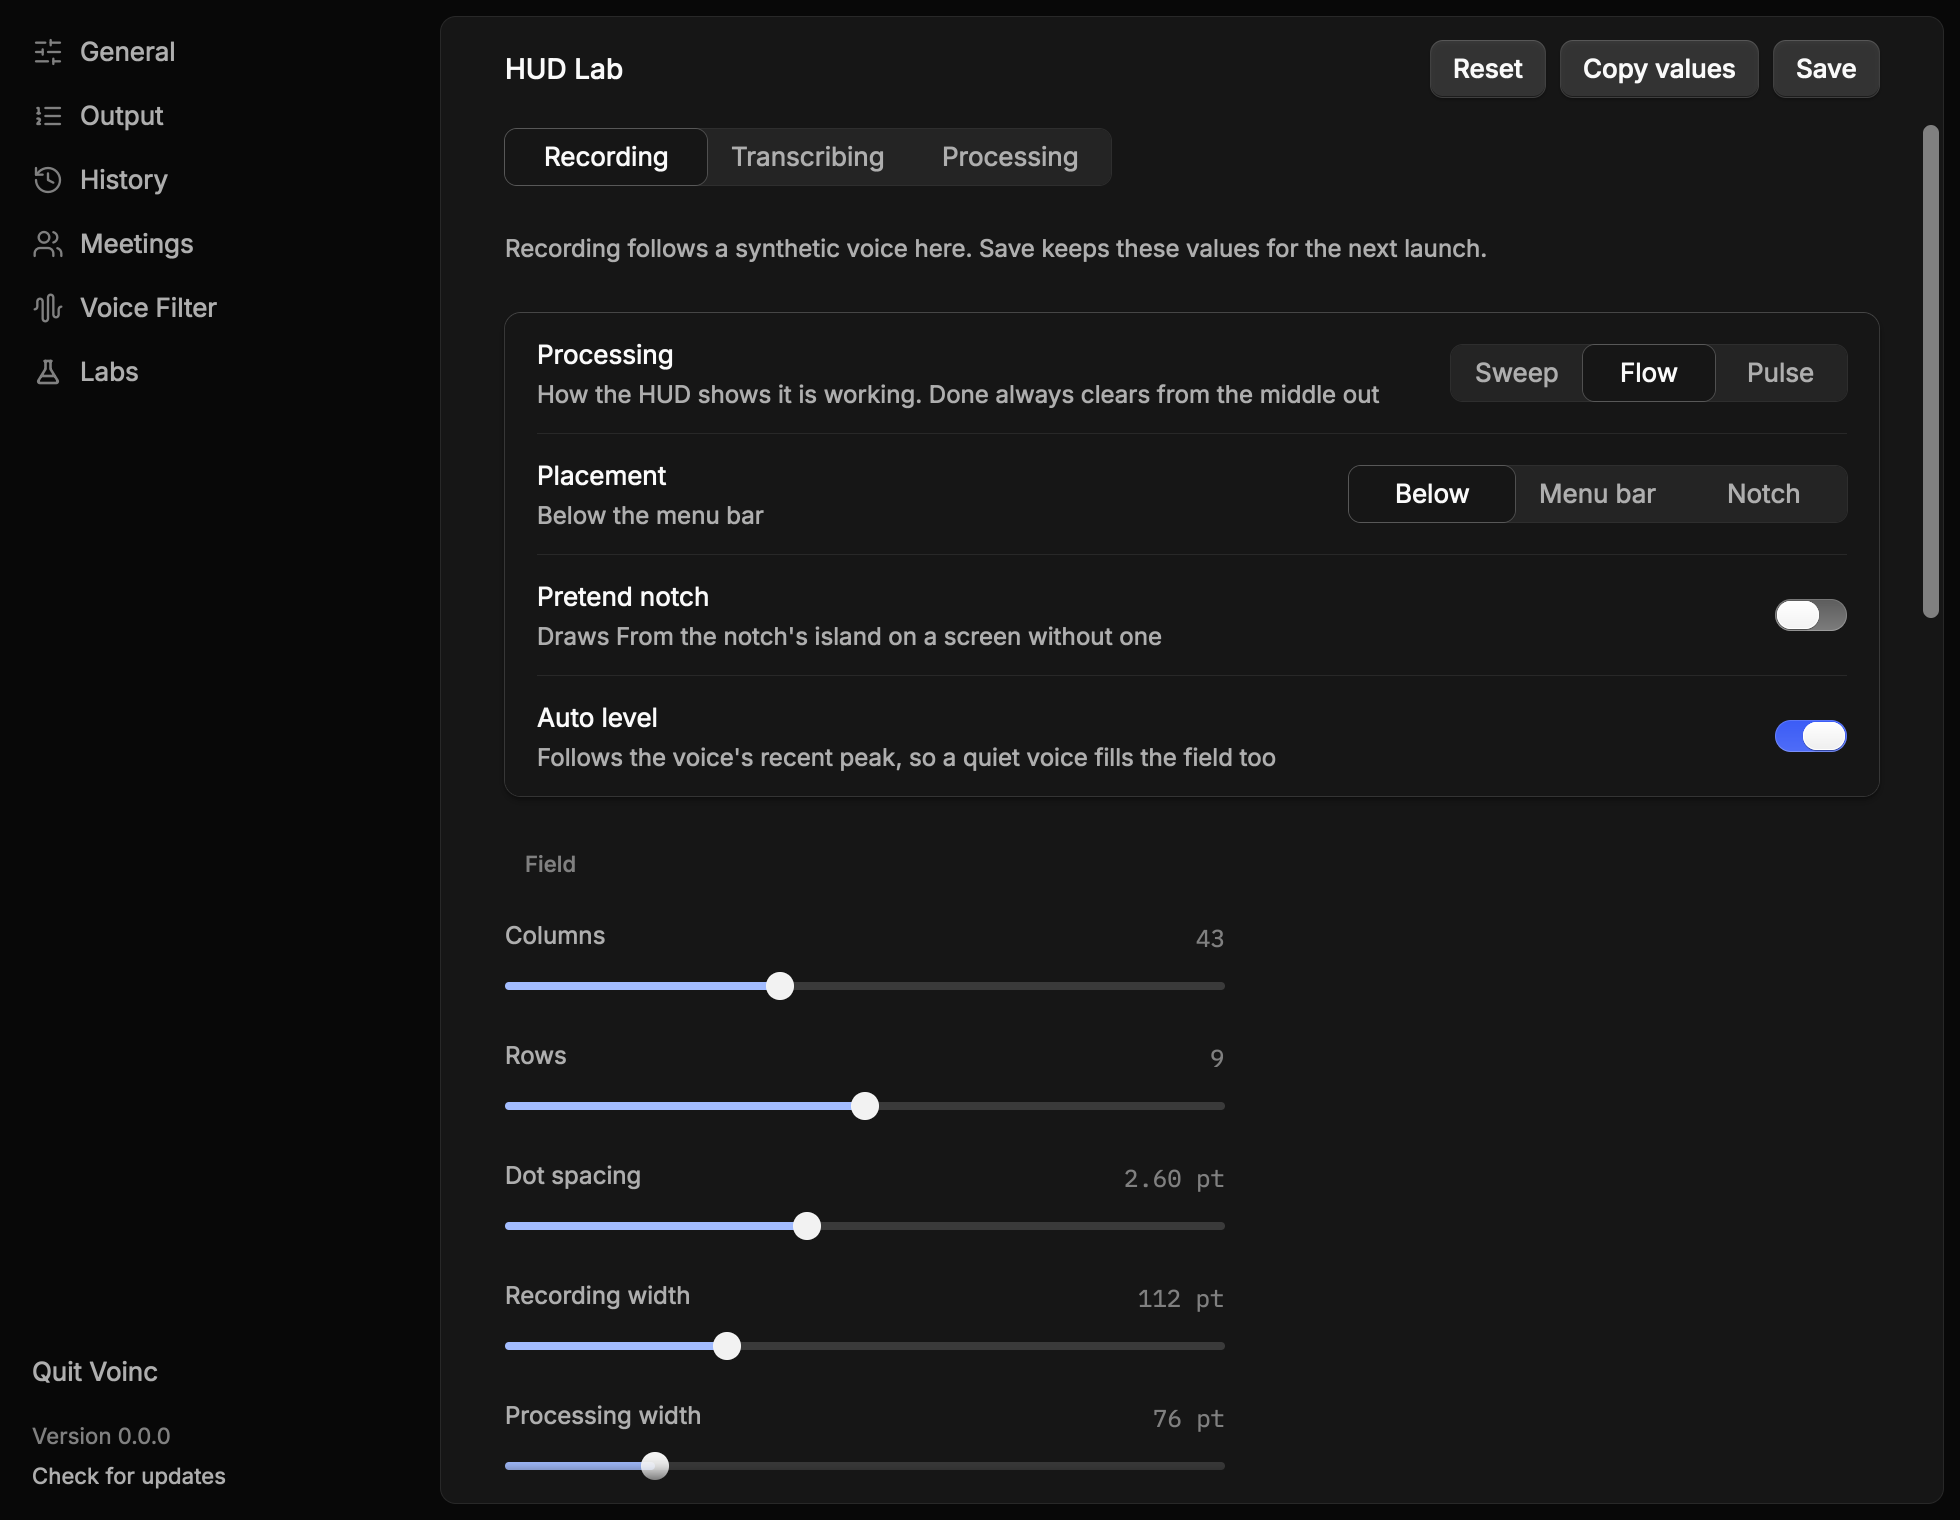 General
Output
History
Meetings
Voice Filter
Labs
Quit Voinc
Version 0.0.0
Check for updates
HUD Lab
Reset
Copy values
Save
Recording
Transcribing
Processing
Recording follows a synthetic voice here. Save keeps these values for the next launch.
Processing
How the HUD shows it is working. Done always clears from the middle out
Sweep
Flow
Pulse
Placement
Below the menu bar
Below
Menu bar
Notch
Pretend notch
Draws From the notch's island on a screen without one
Auto level
Follows the voice's recent peak, so a quiet voice fills the field too
Field
Columns
43
Rows
9
Dot spacing
2.60 pt
Recording width
112 pt
Processing width
76 pt